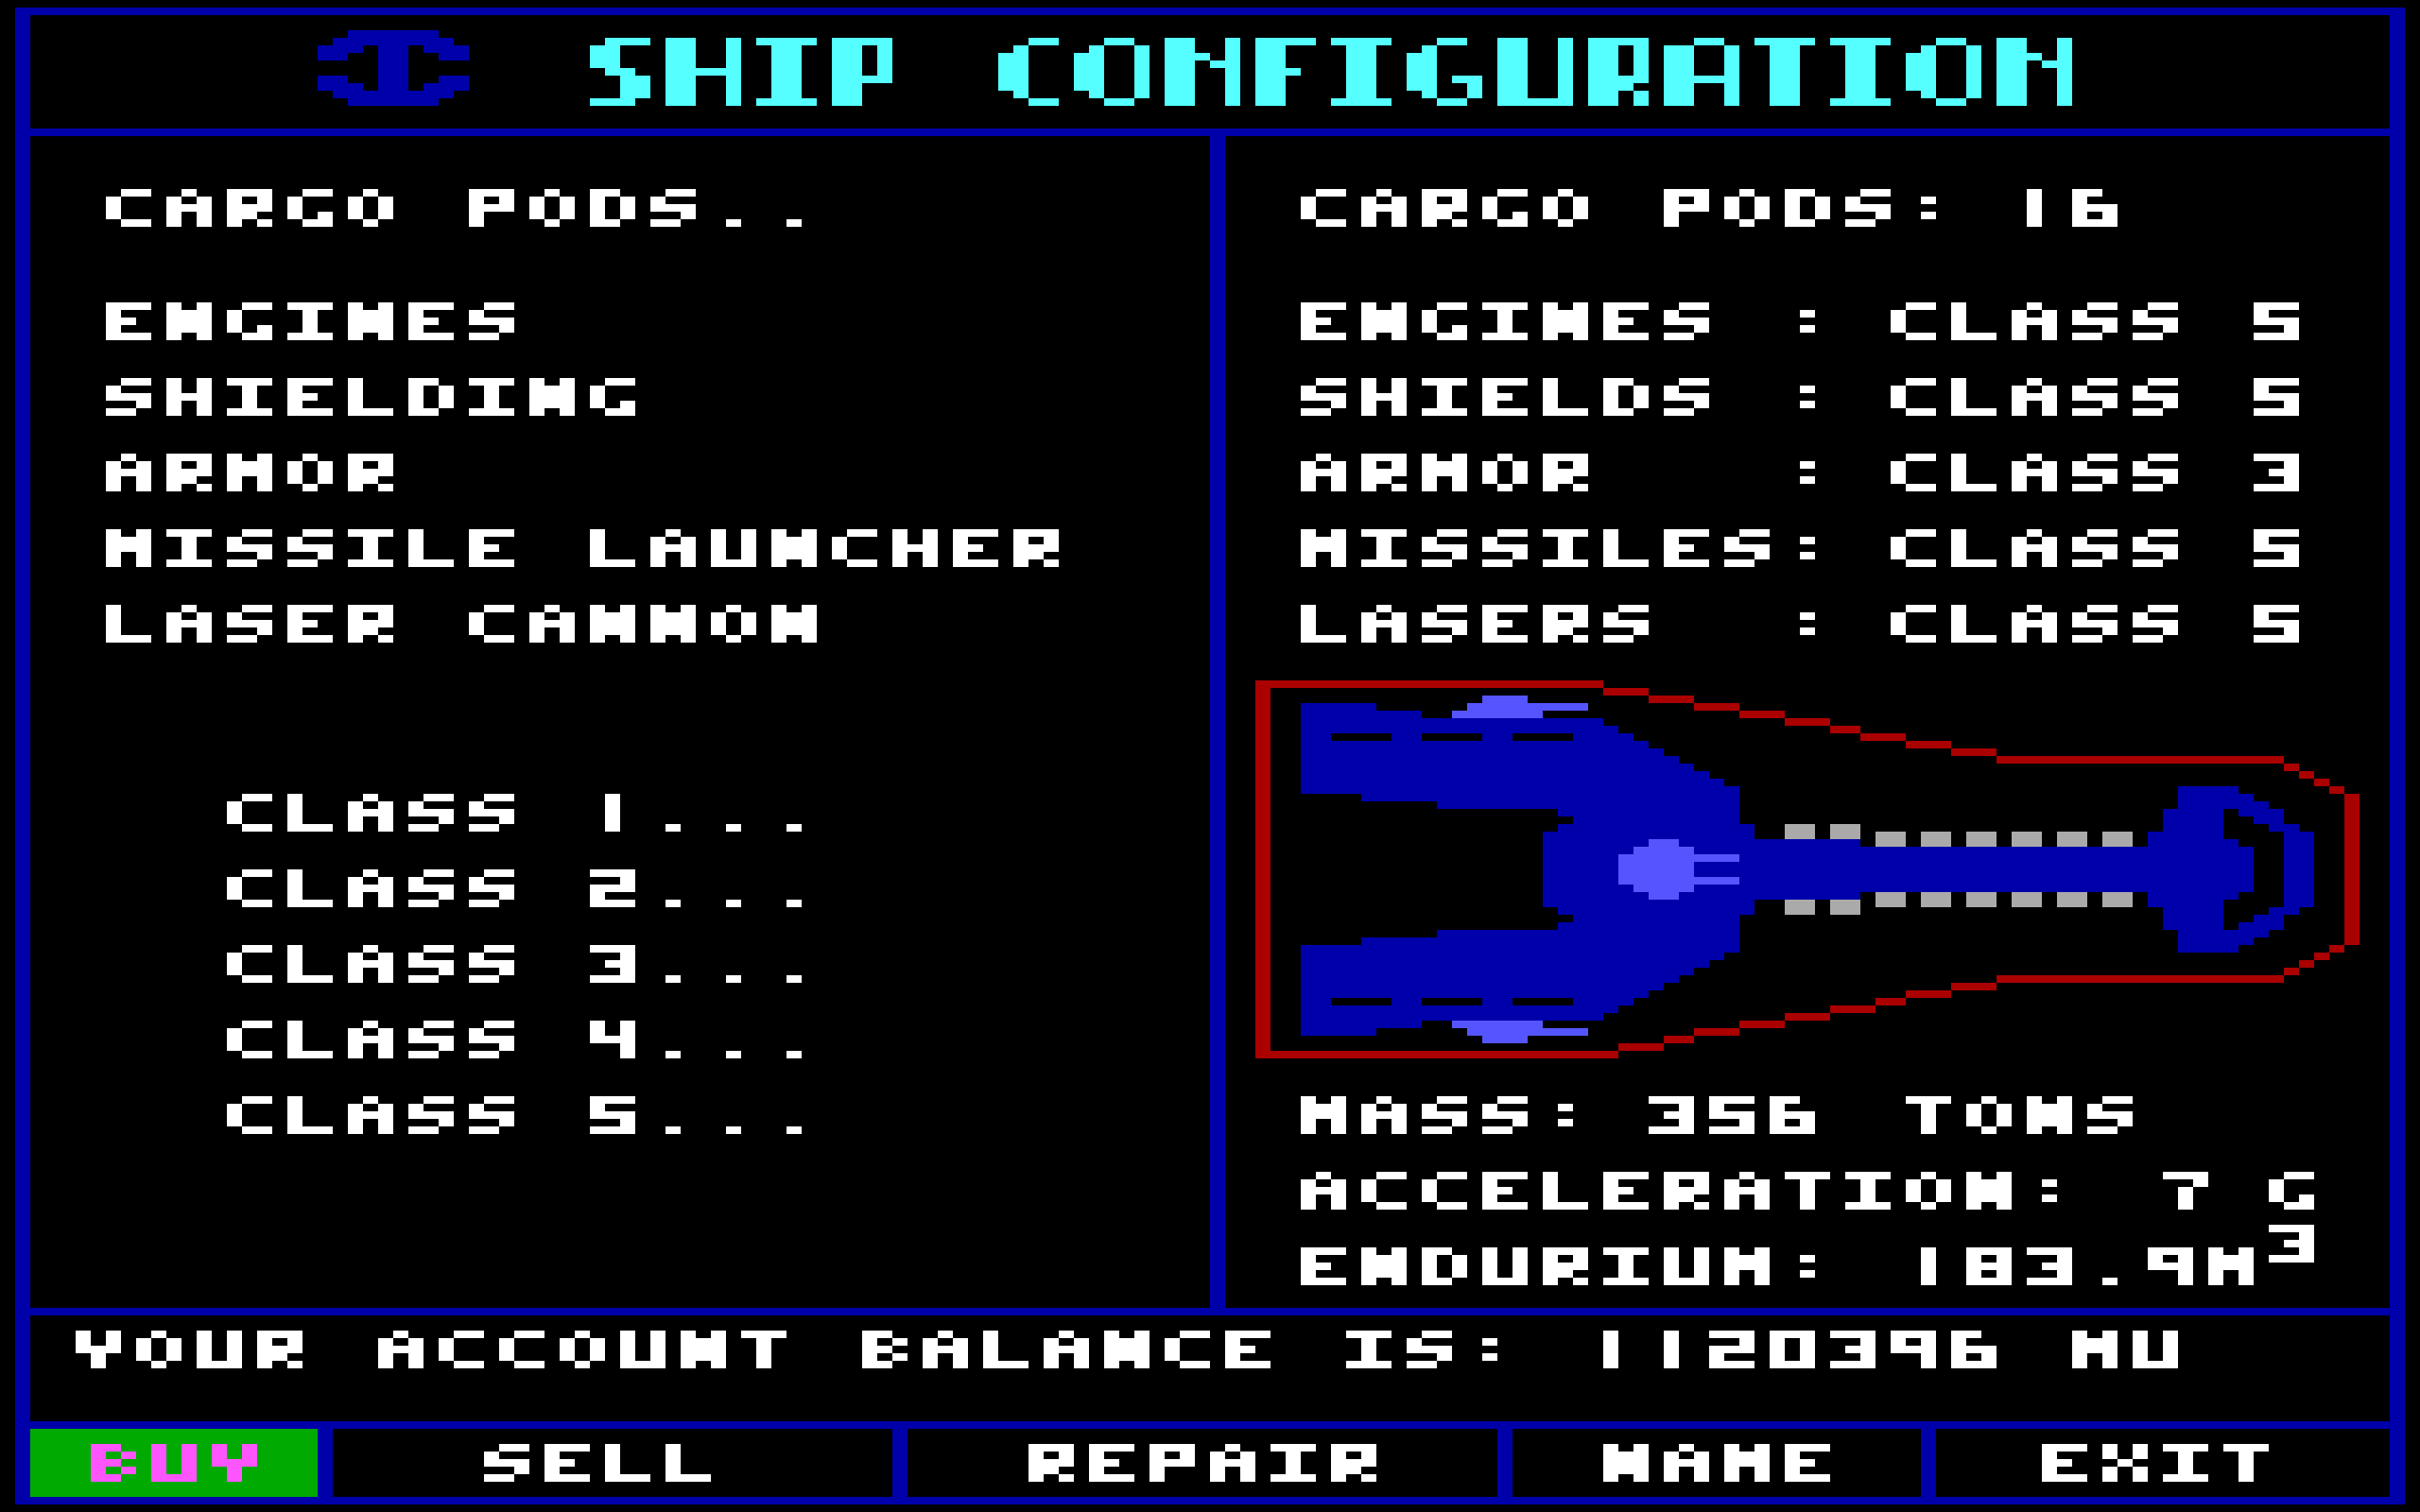 SHIP CONFIGURATION
CARGO PODS..
ENGINES
SHIELDING
ARMOR
MISSILE LAUNCHER
LASER CANNON
CLASS 1...
CLASS 2...
CLASS 3...
CLASS 4...
CLASS 5...
CARGO PODS: 16
ENGINES : CLASS 5
SHIELDS : CLASS 5
ARMOR : CLASS 3
MISSILES: CLASS 5
LASERS : CLASS 5
MASS: 356 TONS
ACCELERATION: 7 G
ENDURIUM: 183.9M³
YOUR ACCOUNT BALANCE IS: 1120396 MU
BUY SELL REPAIR NAME EXIT